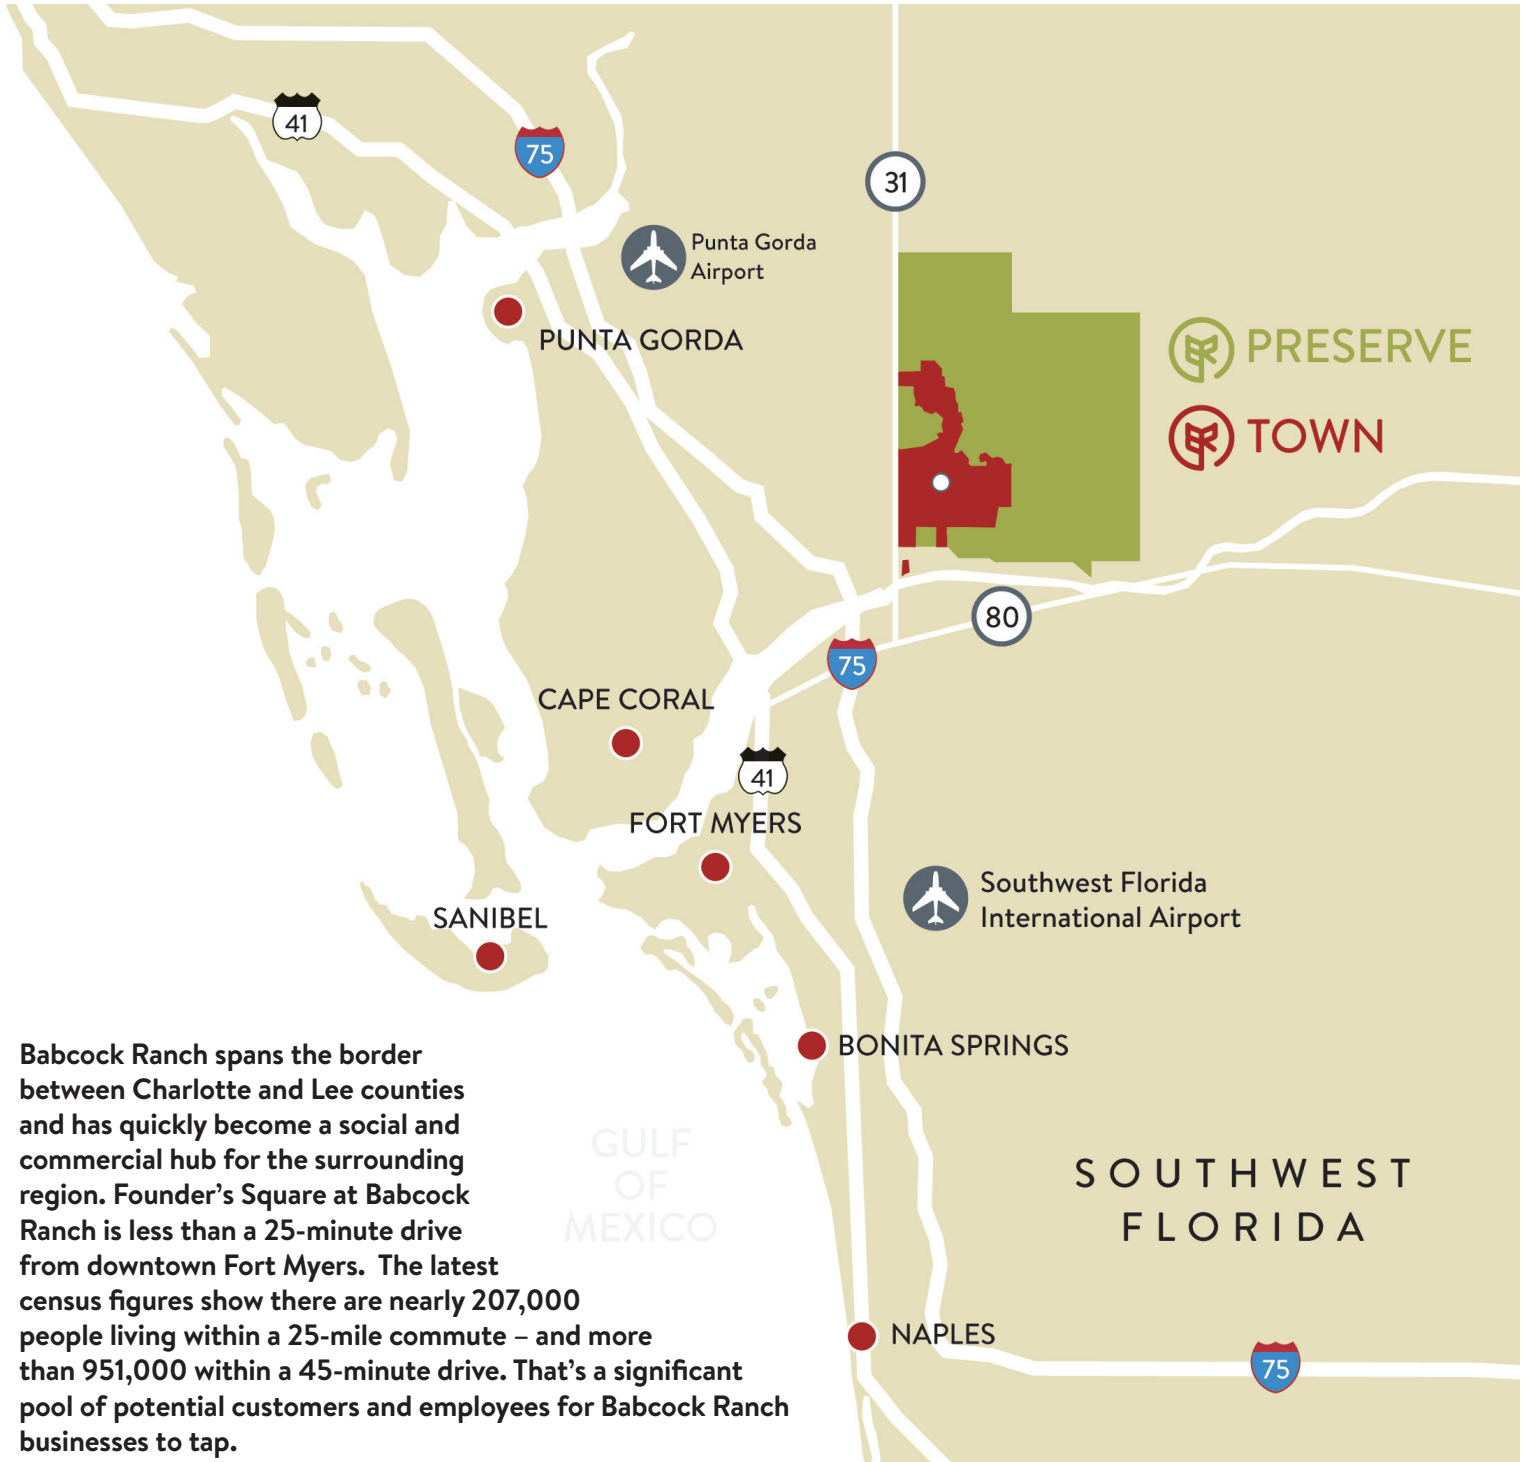 41
75
31
Punta Gorda
Airport
PUNTA GORDA
PRESERVE
TOWN
80
75
CAPE CORAL
41
FORT MYERS
Southwest Florida
International Airport
SANIBEL
BONITA SPRINGS
Babcock Ranch spans the border
between Charlotte and Lee counties
and has quickly become a social and
commercial hub for the surrounding
region. Founder’s Square at Babcock
Ranch is less than a 25-minute drive
from downtown Fort Myers.  The latest
census figures show there are nearly 207,000
people living within a 25-mile commute – and more
than 951,000 within a 45-minute drive. That’s a significant
pool of potential customers and employees for Babcock Ranch
businesses to tap.
GULF
OF
MEXICO
SOUTHWEST
FLORIDA
NAPLES
75